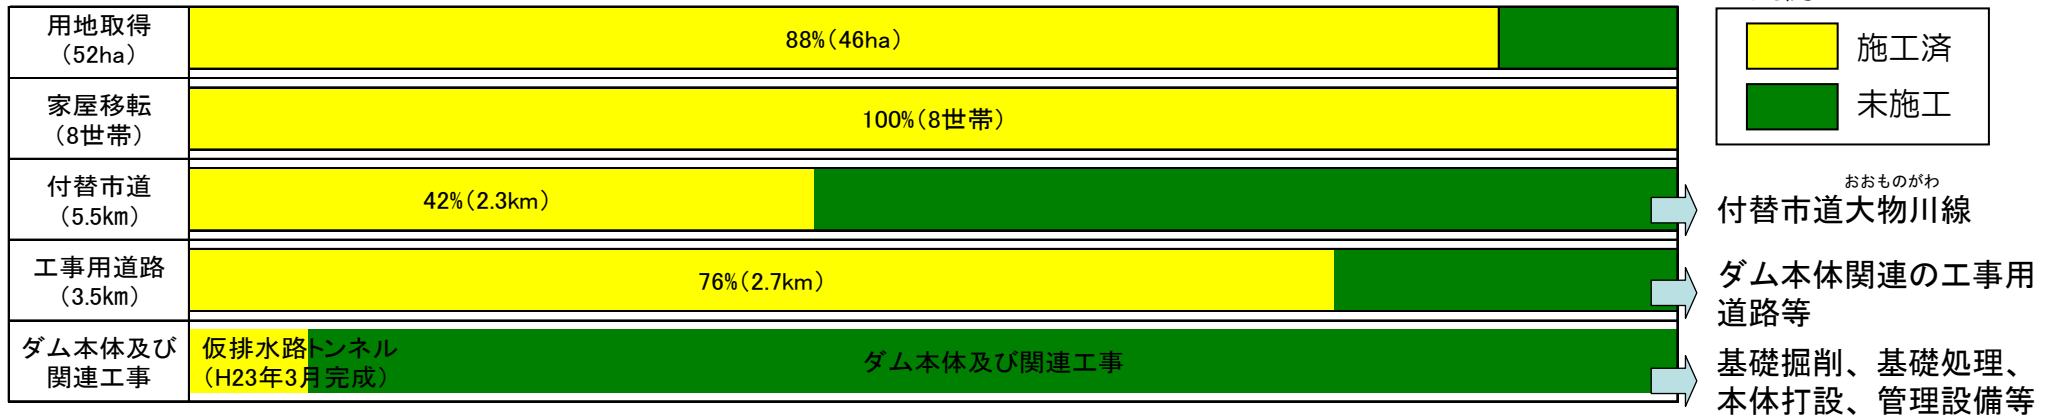 用地取得
（52ha）
88%（46ha）
家屋移転
（8世帯）
100%（8世帯）
付替市道
（5.5km）
42%（2.3km）
工事用道路
（3.5km）
76%（2.7km）
ダム本体及び
関連工事
仮排水路トンネル
（H23年3月完成）
ダム本体及び関連工事
施工済
未施工
おおものがわ
付替市道大物川線
ダム本体関連の工事用
道路等
基礎掘削、基礎処理、
本体打設、管理設備等